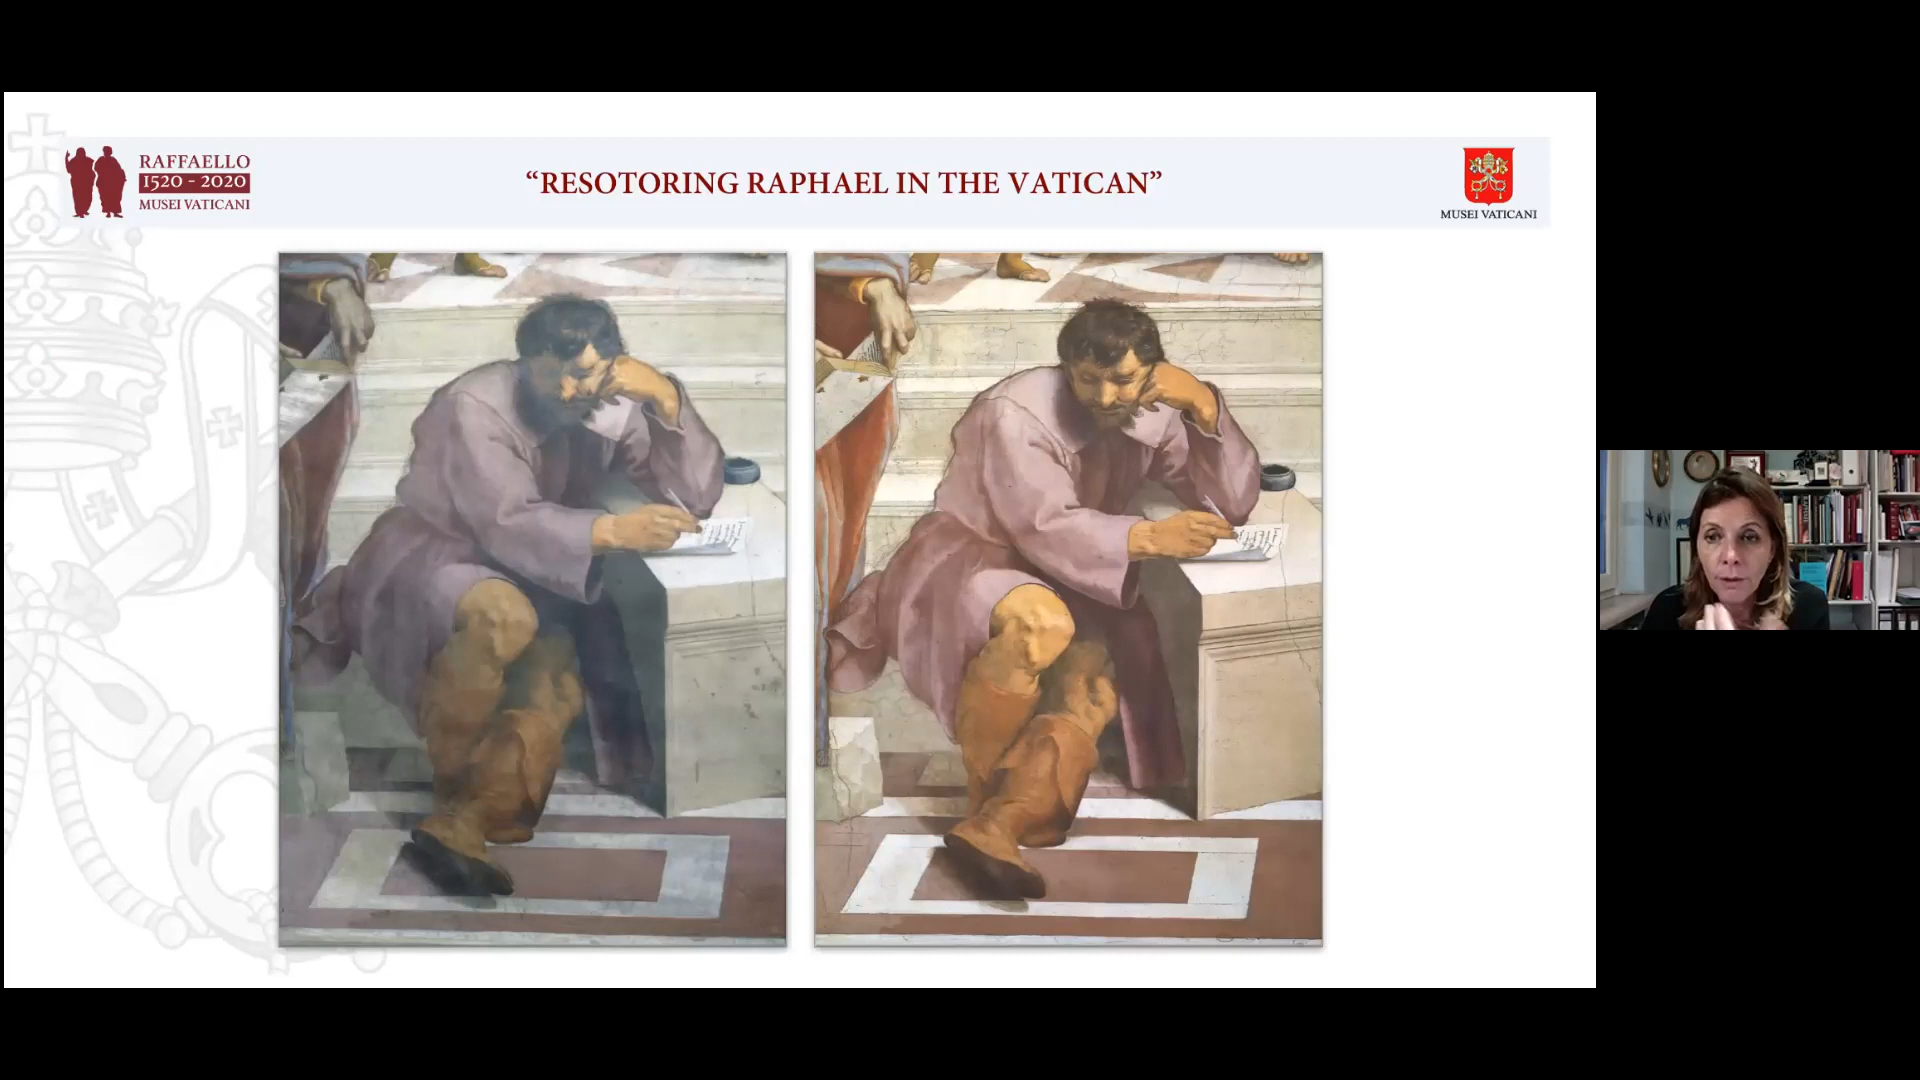 RAFFAELLO
1520 - 2020
MUSEI VATICANI
“RESOTORING RAPHAEL IN THE VATICAN”
MUSEI VATICANI